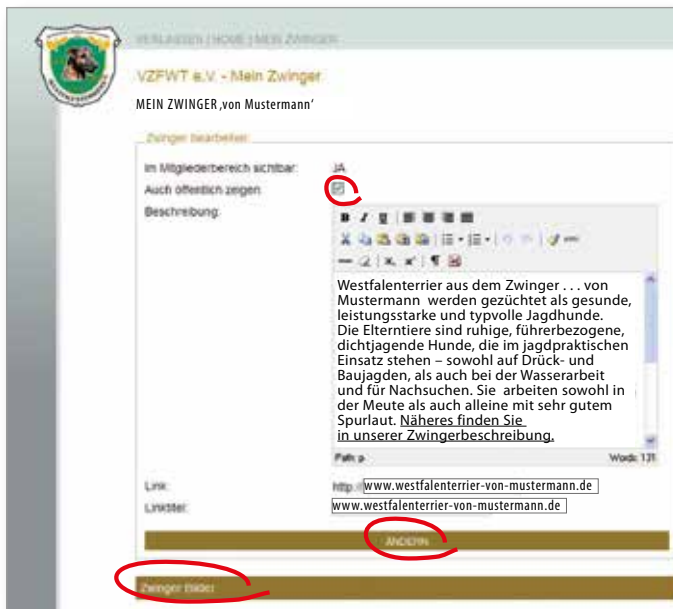 VERLASSEN | HOME | MEIN ZWINGER
VZFWT e.V. - Mein Zwinger
MEIN ZWINGER ‚von Mustermann‘
Zwinger bearbeiten
Im Mitgliederbereich sichtbar: JA
Auch öffentlich zeigen:
Beschreibung:
B I U
Westfalenterrier aus dem Zwinger . . . von
Mustermann werden gezüchtet als gesunde,
leistungsstarke und typvolle Jagdhunde.
Die Elterntiere sind ruhige, führerbezogene,
dichtjagende Hunde, die im jagdpraktischen
Einsatz stehen – sowohl auf Drück- und
Baujagden, als auch bei der Wasserarbeit
und für Nachsuchen. Sie arbeiten sowohl in
der Meute als auch alleine mit sehr gutem
Spurlaut. Näheres finden Sie
in unserer Zwingerbeschreibung.
Path: p Words: 131
Link: http:// www.westfalenterrier-von-mustermann.de
Linktitel: www.westfalenterrier-von-mustermann.de
ÄNDERN
Zwinger Bilder